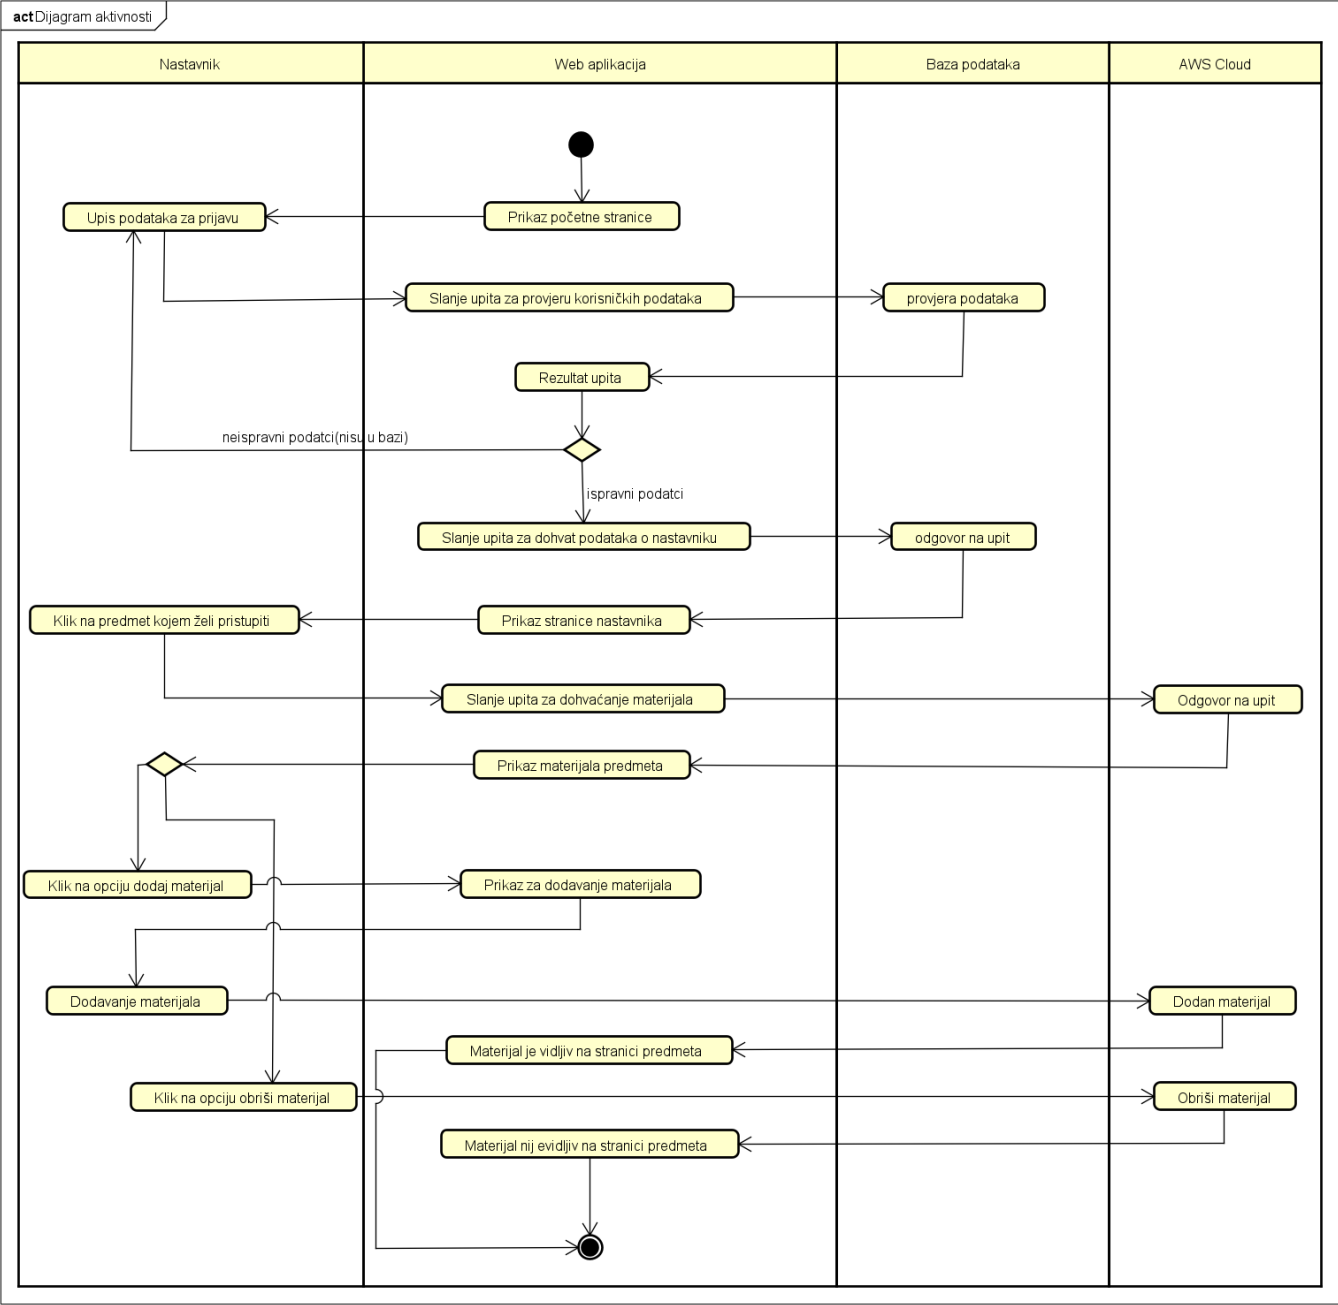 act Dijagram aktivnosti
Nastavnik
Web aplikacija
Baza podataka
AWS Cloud
Prikaz početne stranice
Upis podataka za prijavu
Slanje upita za provjeru korisničkih podataka
provjera podataka
Rezultat upita
neispravni podatci(nisu u bazi)
ispravni podatci
Slanje upita za dohvat podataka o nastavniku
odgovor na upit
Prikaz stranice nastavnika
Klik na predmet kojem želi pristupiti
Slanje upita za dohvaćanje materijala
Odgovor na upit
Prikaz materijala predmeta
Klik na opciju dodaj materijal
Prikaz za dodavanje materijala
Dodavanje materijala
Dodan materijal
Materijal je vidljiv na stranici predmeta
Klik na opciju obriši materijal
Obriši materijal
Materijal nij evidljiv na stranici predmeta